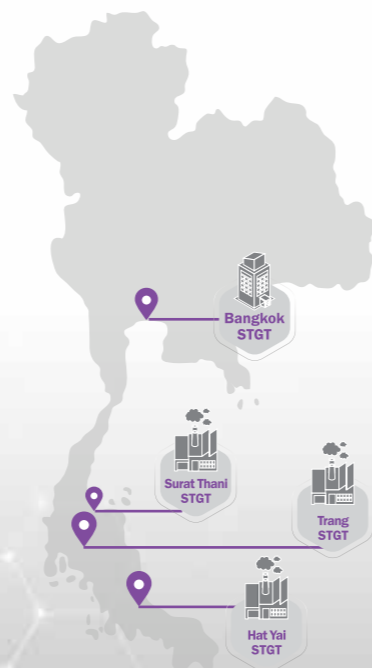 Bangkok
STGT
Surat Thani
STGT
Trang
STGT
Hat Yai
STGT